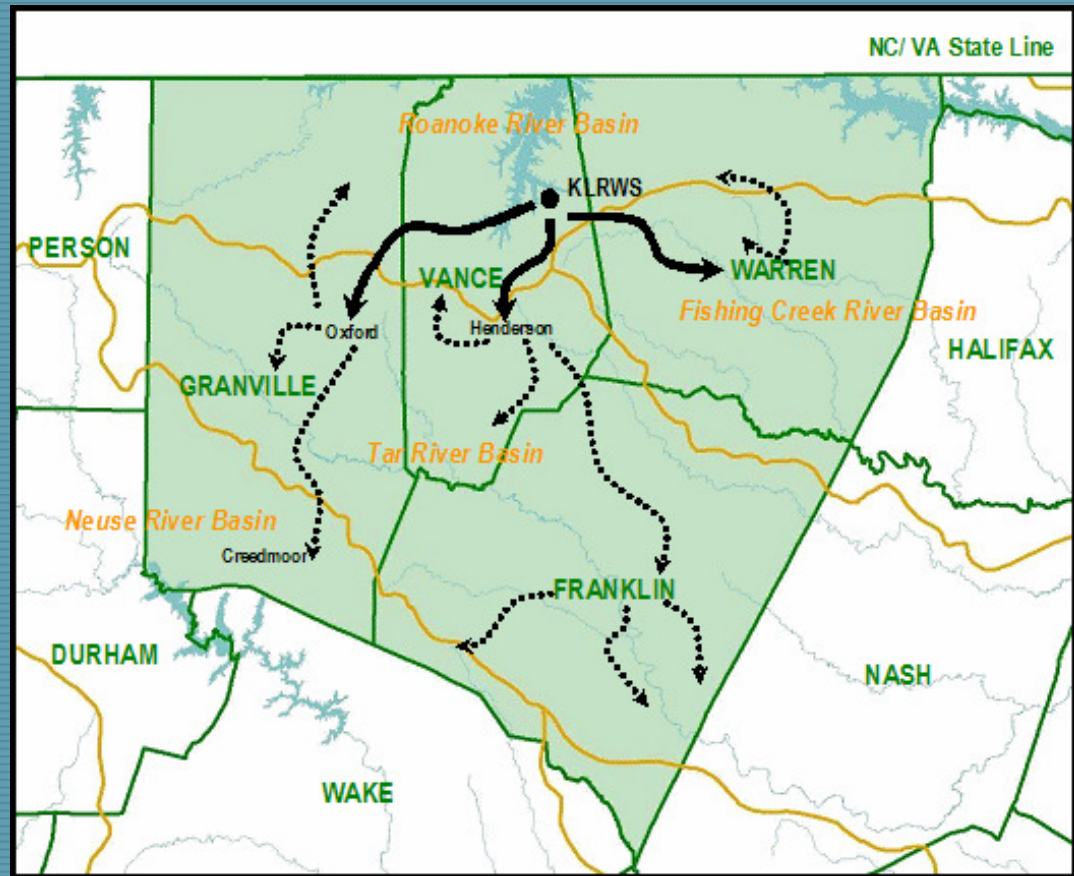 NC/ VA State Line
Roanoke River Basin
KLRWS
PERSON
VANCE
WARREN
Fishing Creek River Basin
Oxford
Henderson
HALIFAX
GRANVILLE
Tar River Basin
Neuse River Basin
Creedmoor
FRANKLIN
DURHAM
NASH
WAKE